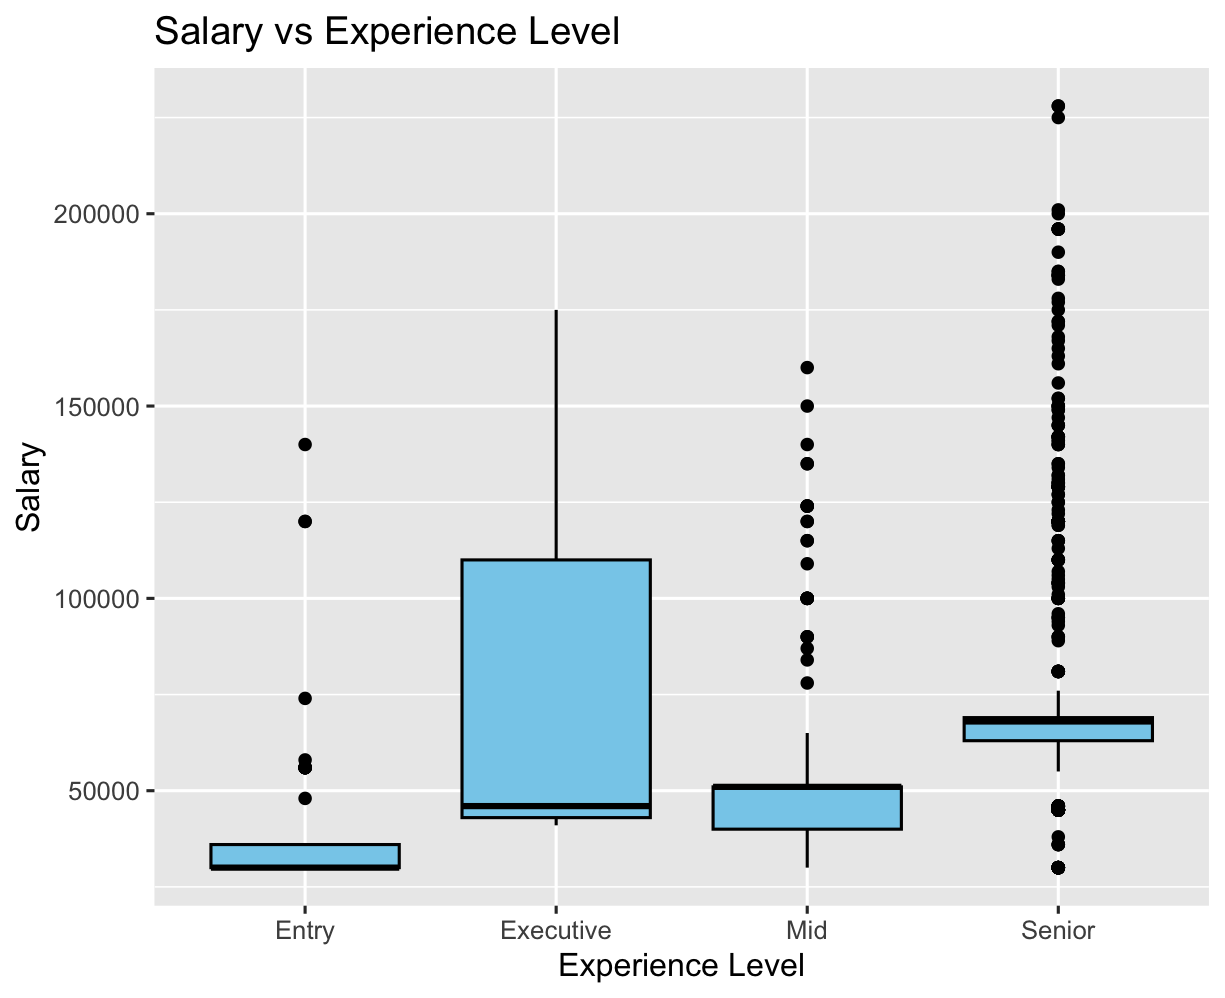 Salary vs Experience Level
Salary
200000
150000
100000
50000
Entry Executive Mid Senior
Experience Level